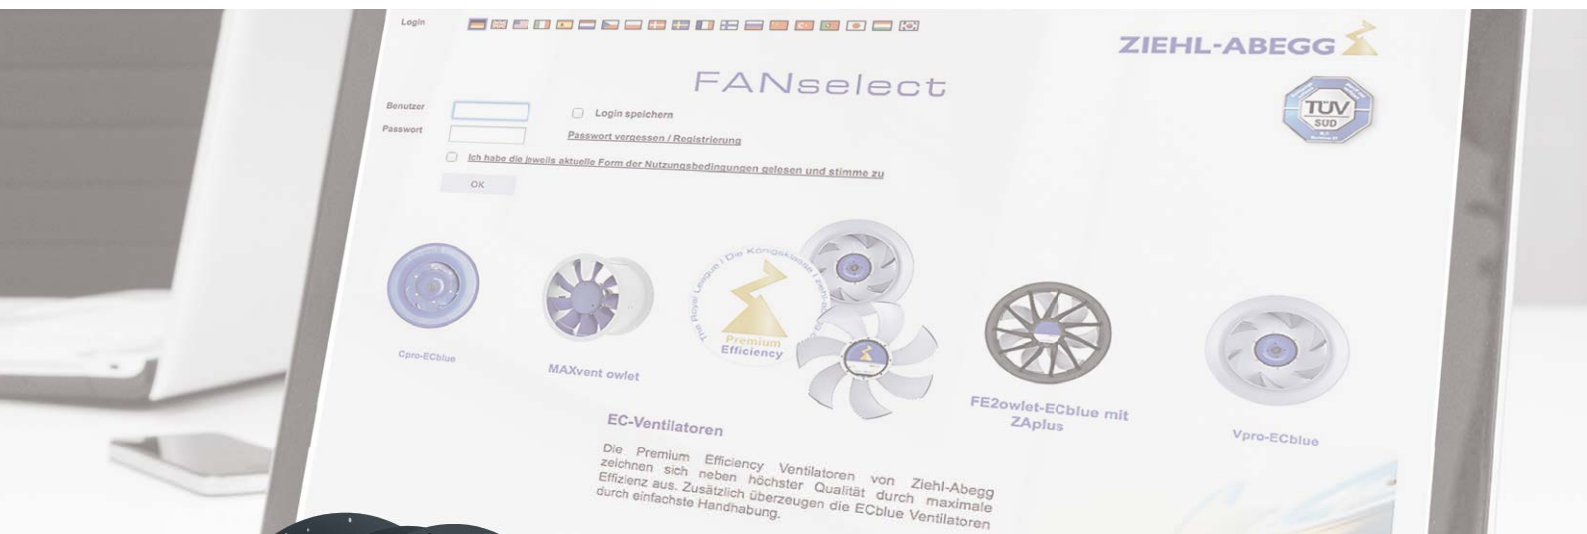 Login
ZIEHL-ABEGG
FANselect
Benutzer
Login speichern
TÜV
SÜD
Passwort
Passwort vergessen / Registrierung
Ich habe die jeweils aktuelle Form der Nutzungsbedingungen gelesen und stimme zu
OK
The Royal League | Die Königsklasse | ziehl-abegg
Premium
Efficiency
Cpro-ECblue
MAXvent owlet
FE2owlet-ECblue mit
ZAplus
Vpro-ECblue
EC-Ventilatoren
Die Premium Efficiency Ventilatoren von Ziehl-Abegg
zeichnen sich neben höchster Qualität durch maximale
Effizienz aus. Zusätzlich überzeugen die ECblue Ventilatoren
durch einfachste Handhabung.